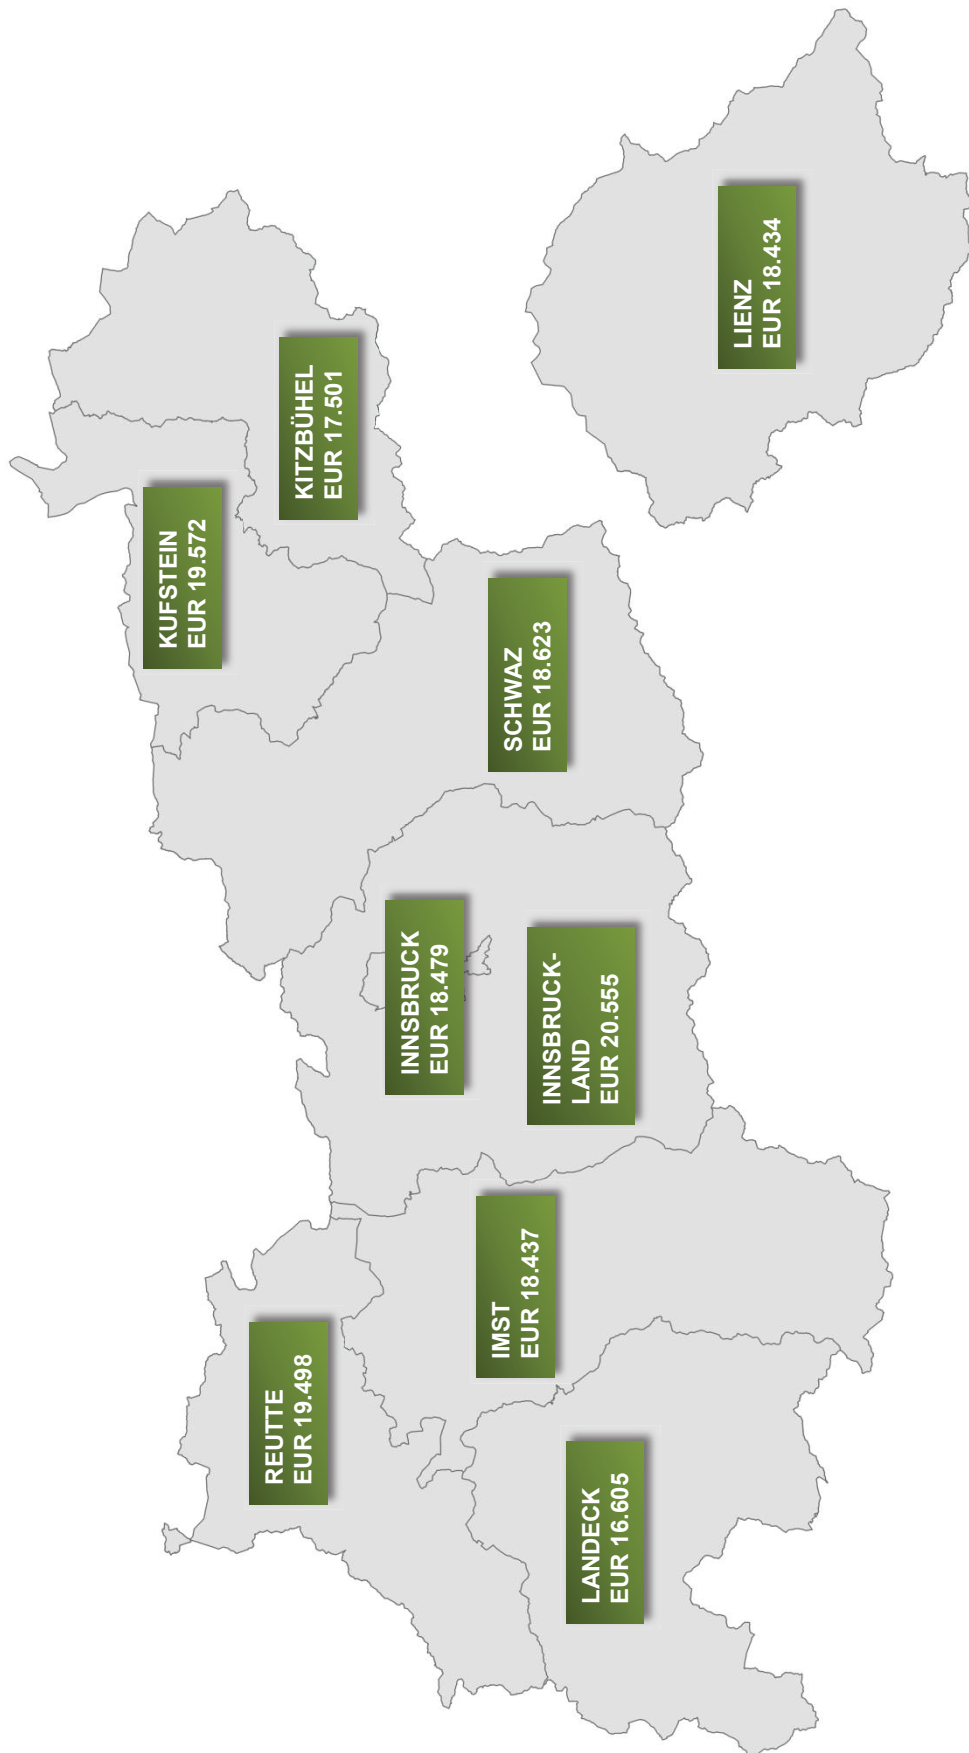 REUTTE
EUR 19.498
LANDECK
EUR 16.605
IMST
EUR 18.437
INNSBRUCK
EUR 18.479
INNSBRUCK-
LAND
EUR 20.555
SCHWAZ
EUR 18.623
KUFSTEIN
EUR 19.572
KITZBÜHEL
EUR 17.501
LIENZ
EUR 18.434